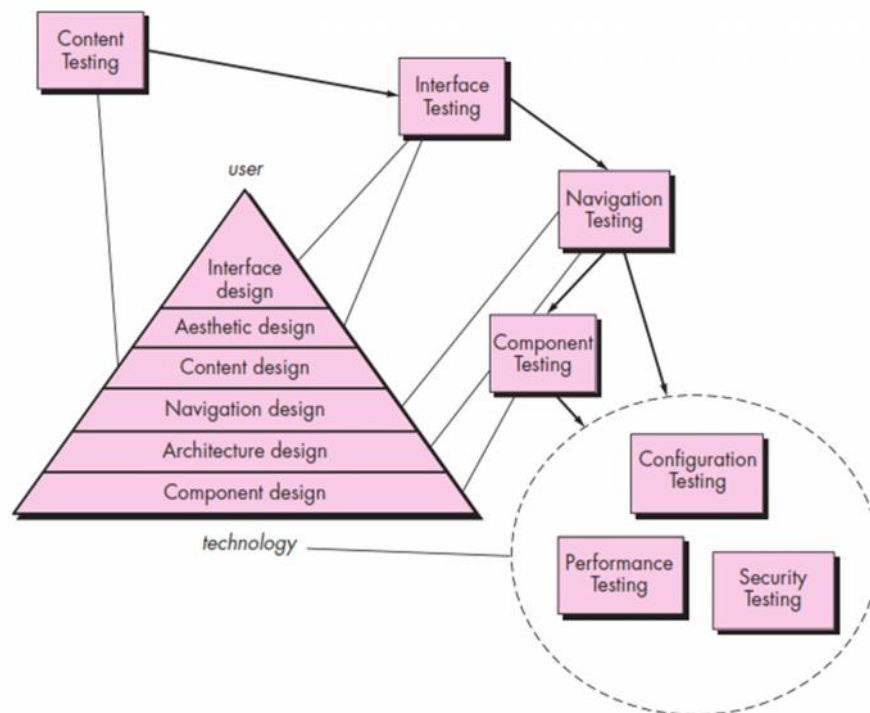 Content
Testing
Interface
Testing
user
Navigation
Testing
Interface
design
Aesthetic design
Component
Testing
Content design
Navigation design
Architecture design
Configuration
Testing
Component design
technology
Performance
Testing
Security
Testing